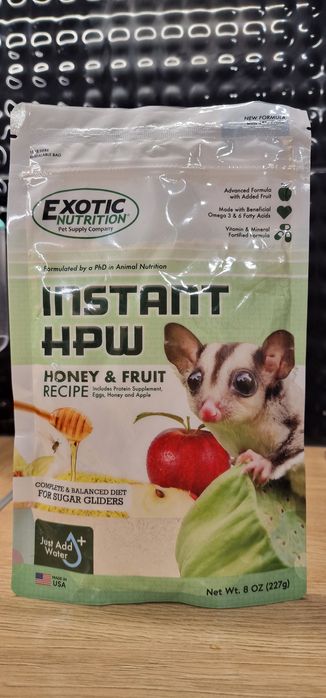 NEW FORMULA
EXOTIC
NUTRITION®
Pet Supply Company
Advanced Formula
with Added Fruit
Made with Beneficial
Omega 3 & 6 Fatty Acids
Vitamin & Mineral
Fortified Formula
Formulated by a PhD in Animal Nutrition
INSTANT
HPW
HONEY & FRUIT
RECIPE
Includes Protein Supplement,
Eggs, Honey and Apple
COMPLETE & BALANCED DIET
FOR SUGAR GLIDERS
Just Add
Water
MADE IN
USA
Net Wt. 8 OZ (227g)